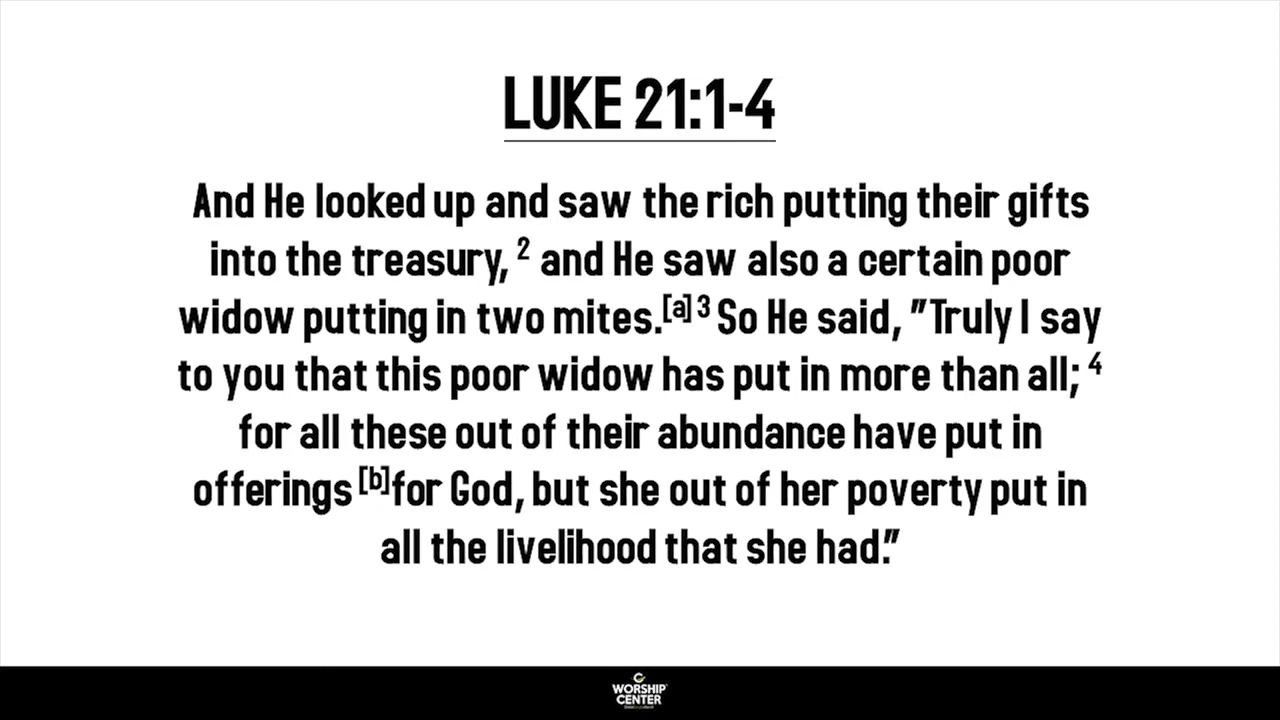 LUKE 21:1-4
And He looked up and saw the rich putting their gifts
into the treasury, 2 and He saw also a certain poor
widow putting in two mites.[a] 3 So He said, "Truly I say
to you that this poor widow has put in more than all; 4
for all these out of their abundance have put in
offerings [b]for God, but she out of her poverty put in
all the livelihood that she had."
WORSHIP
CENTER